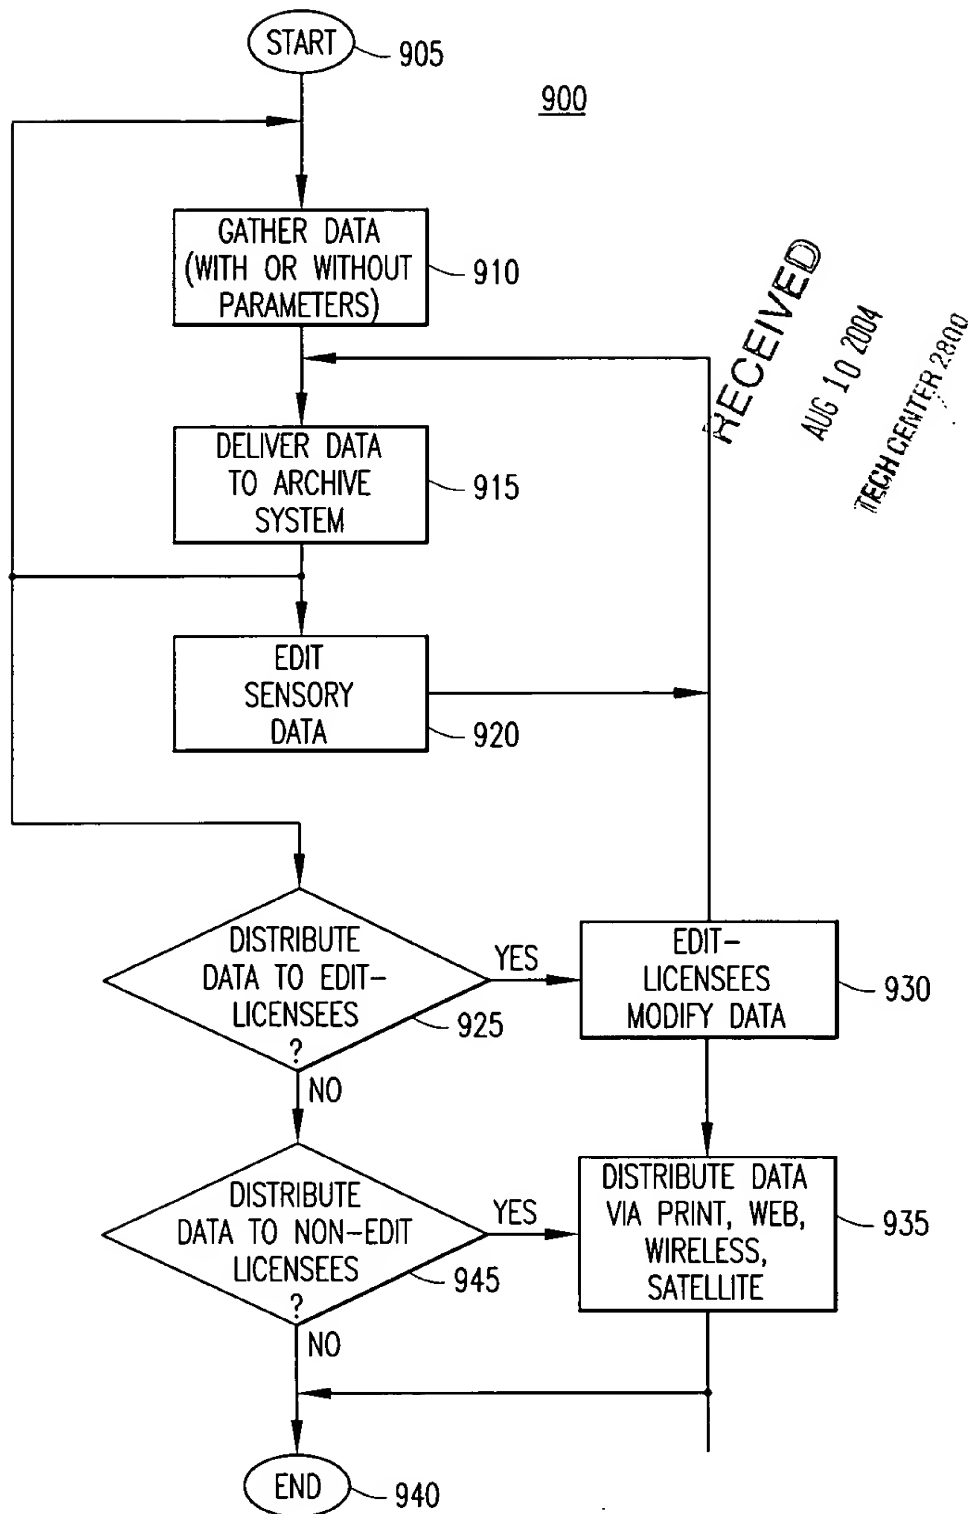 START
905
900
GATHER DATA
(WITH OR WITHOUT
PARAMETERS)
910
RECEIVED
AUG 10 2004
TECH CENTER 2800
DELIVER DATA
TO ARCHIVE
SYSTEM
915
EDIT
SENSORY
DATA
920
DISTRIBUTE
DATA TO EDIT-
LICENSEES
?
925
YES
NO
EDIT-
LICENSEES
MODIFY DATA
930
DISTRIBUTE
DATA TO NON-EDIT
LICENSEES
?
945
YES
NO
DISTRIBUTE DATA
VIA PRINT, WEB,
WIRELESS,
SATELLITE
935
END
940